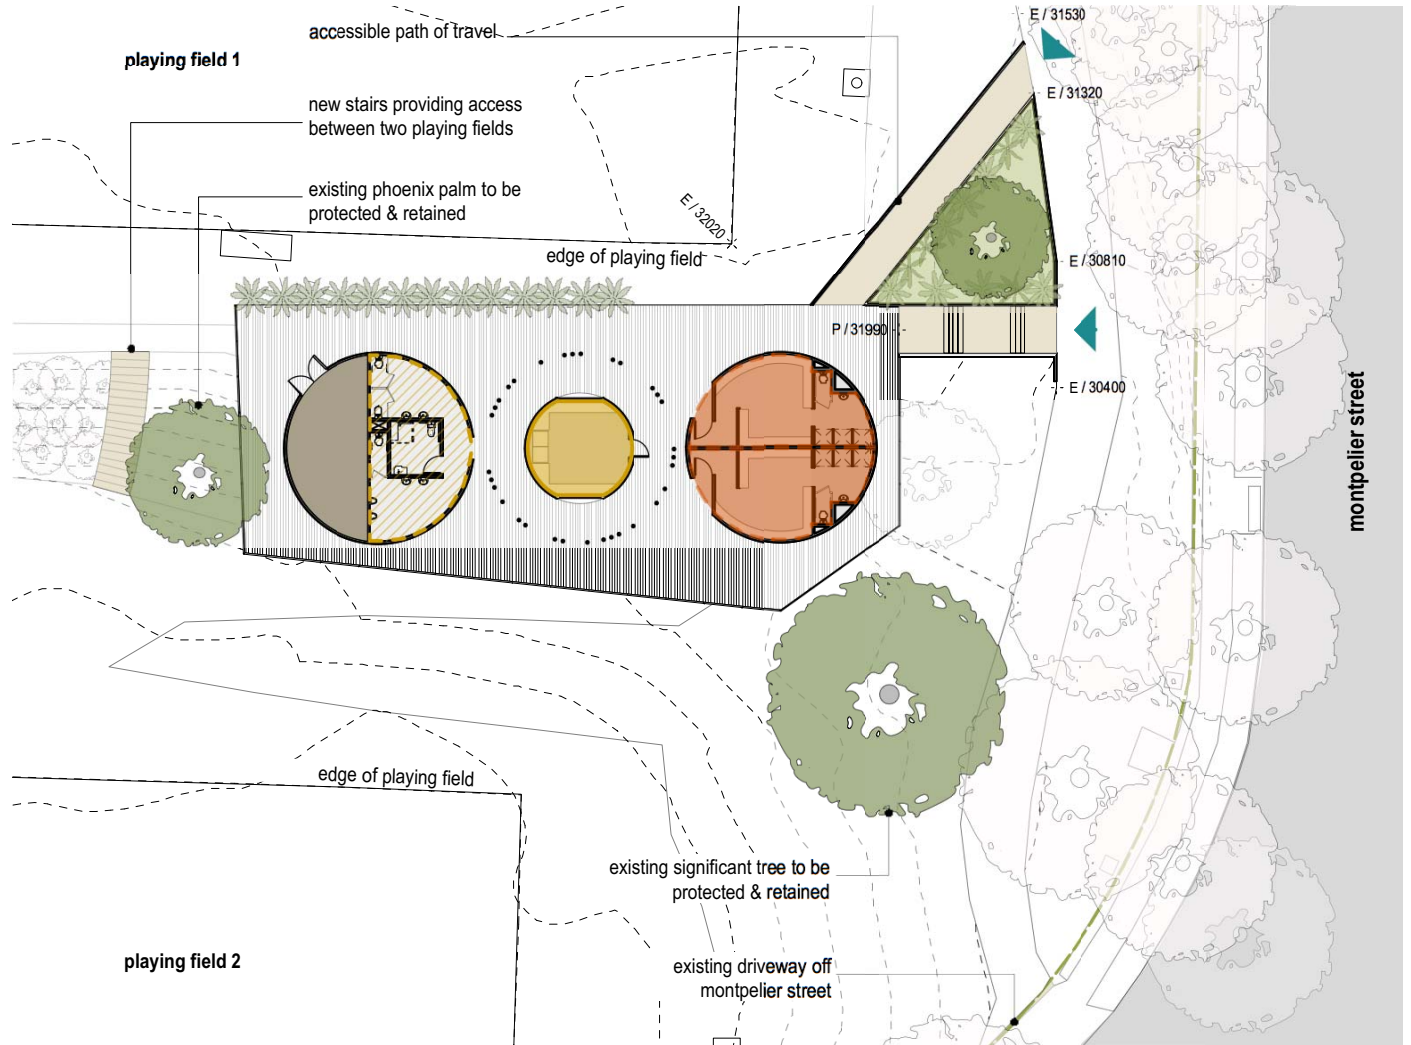 E / 31530
accessible path of travel
playing field 1
E / 31320
new stairs providing access
between two playing fields
existing phoenix palm to be
protected & retained
E / 32020
edge of playing field
E / 30810
P / 31990
E / 30400
montpelier street
edge of playing field
existing significant tree to be
protected & retained
playing field 2
existing driveway off
montpelier street